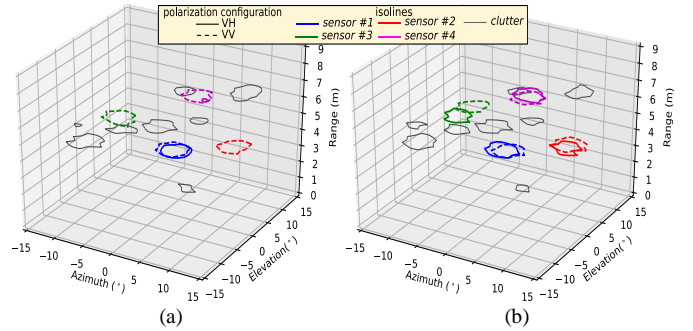 polarization configuration
VH
VV
isolines
sensor #1
sensor #2
clutter
sensor #3
sensor #4
9
8
7
6
5
4
3
2
1
0
Range (m)
−15
−10
−5
0
5
10
15
Azimuth (°)
−15
−10
−5
0
5
10
15
Elevation(°)
(a)
9
8
7
6
5
4
3
2
1
0
Range (m)
−15
−10
−5
0
5
10
15
Azimuth (°)
−15
−10
−5
0
5
10
15
Elevation(°)
(b)